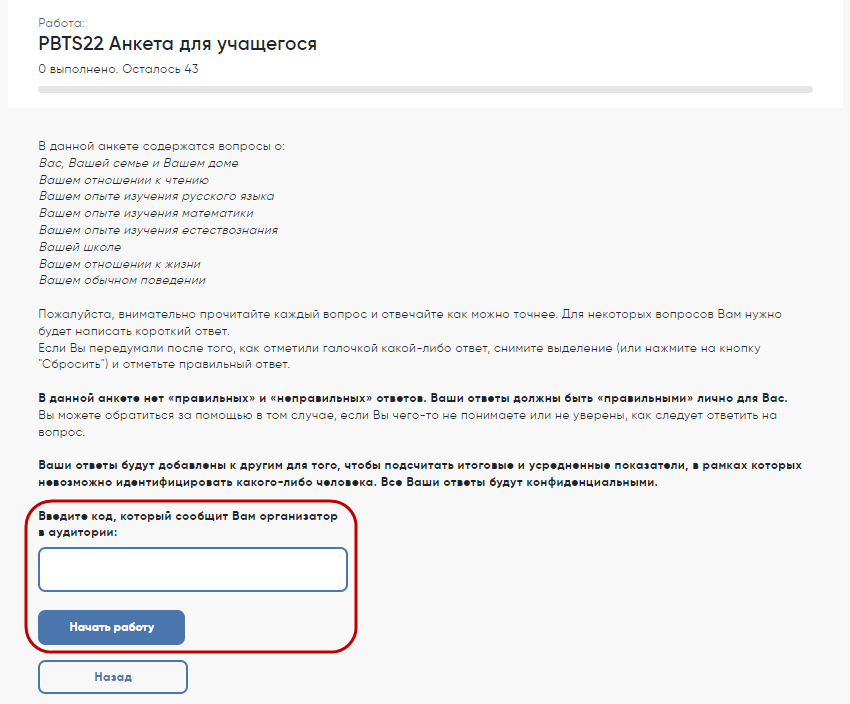 Работа:
PBTS22 Анкета для учащегося
0 выполнено. Осталось 43
В данной анкете содержатся вопросы о:
Вас, Вашей семье и Вашем доме
Вашем отношении к чтению
Вашем опыте изучения русского языка
Вашем опыте изучения математики
Вашем опыте изучения естествознания
Вашей школе
Вашем отношении к жизни
Вашем обычном поведении
Пожалуйста, внимательно прочитайте каждый вопрос и отвечайте как можно точнее. Для некоторых вопросов Вам нужно
будет написать короткий ответ.
Если Вы передумали после того, как отметили галочкой какой-либо ответ, снимите выделение (или нажмите на кнопку
"Сбросить") и отметьте правильный ответ.
В данной анкете нет «правильных» и «неправильных» ответов. Ваши ответы должны быть «правильными» лично для Вас.
Вы можете обратиться за помощью в том случае, если Вы чего-то не понимаете или не уверены, как следует ответить на
вопрос.
Ваши ответы будут добавлены к другим для того, чтобы подсчитать итоговые и усредненные показатели, в рамках которых
невозможно идентифицировать какого-либо человека. Все Ваши ответы будут конфиденциальными.
Введите код, который сообщит Вам организатор
в аудитории:
Начать работу
Назад